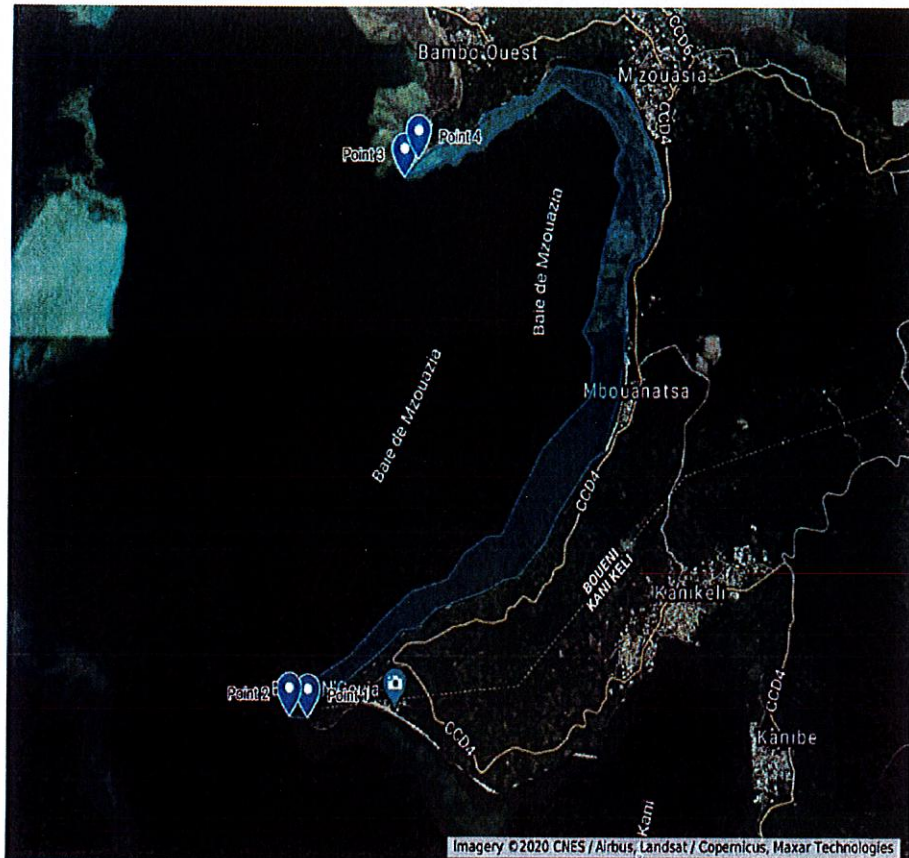 Bambo Ouest
CCD6
M'zouasia
CCD4
Point 4
Point 3
Baie de Mzouazia
Baie de Mzouazia
Mbouanatsa
CCD4
BOUENI
KANI KELI
Kanikeli
Point 2
Point 1
CCD4
CCD4
Kanibe
Kani
Imagery ©2020 CNES / Airbus, Landsat / Copernicus, Maxar Technologies